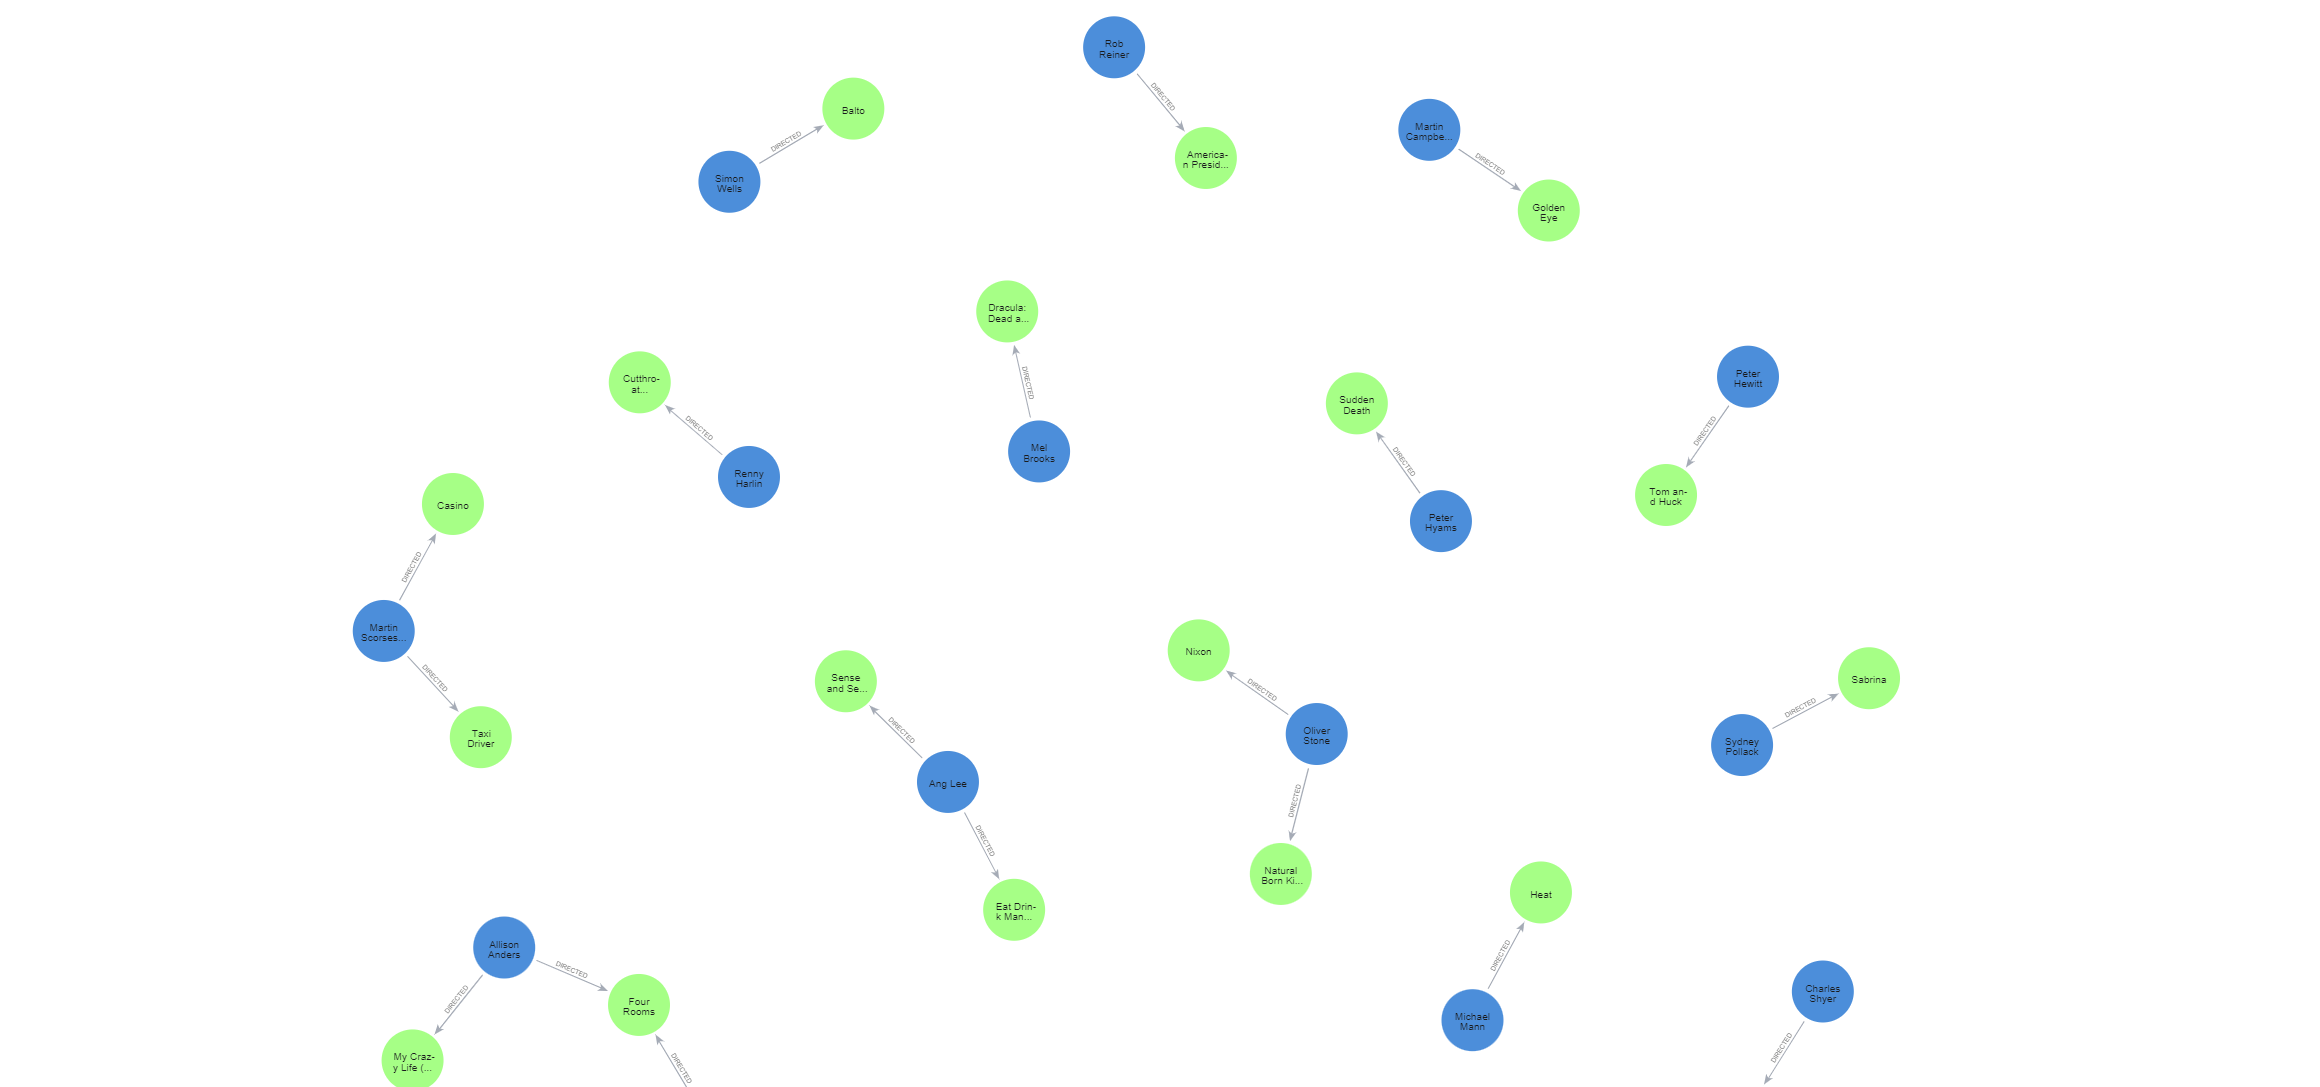 Rob
Reiner
DIRECTED
America-
n Presid...
Balto
DIRECTED
Simon
Wells
Martin
Campbe...
DIRECTED
Golden
Eye
Dracula:
Dead a...
DIRECTED
Mel
Brooks
Cutthro-
at...
DIRECTED
Renny
Harlin
Sudden
Death
DIRECTED
Peter
Hyams
Peter
Hewitt
DIRECTED
Tom an-
d Huck
Casino
DIRECTED
Martin
Scorses...
DIRECTED
Taxi
Driver
Sense
and Se...
DIRECTED
Ang Lee
DIRECTED
Eat Drin-
k Man...
Nixon
DIRECTED
Oliver
Stone
DIRECTED
Natural
Born Ki...
Sabrina
DIRECTED
Sydney
Pollack
Heat
DIRECTED
Michael
Mann
Allison
Anders
DIRECTED
Four
Rooms
DIRECTED
DIRECTED
My Craz-
y Life (...
Charles
Shyer
DIRECTED